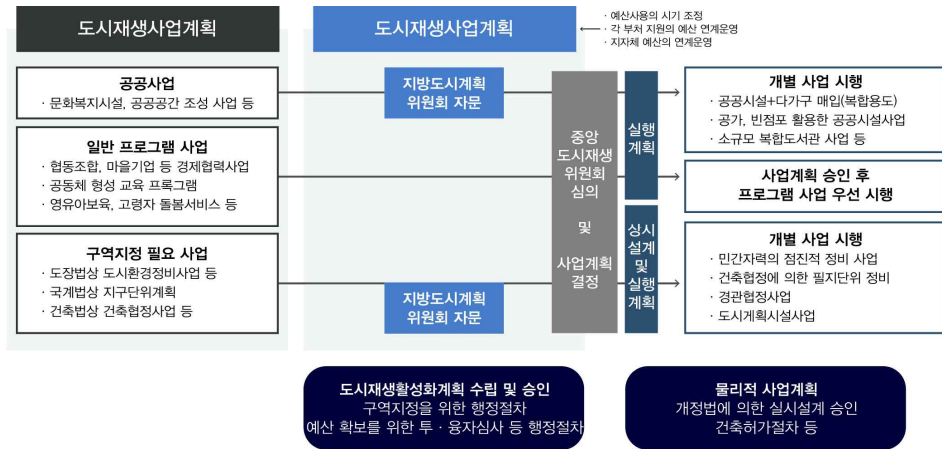 도시재생사업계획
도시재생사업계획
· 예산사용의 시기 조정
· 각 부처 지원의 예산 연계운영
· 지자체 예산의 연계운영
공공사업
· 문화복지시설, 공공공간 조성 사업 등
일반 프로그램 사업
· 협동조합, 마을기업 등 경제협력사업
· 공동체 형성 교육 프록그램
· 영유아보육, 고령자 돌봄서비스 등
구역지정 필요 사업
· 도장법상 도시환경정비사업 등
· 국계법상 지구단위계획
· 건축법상 건축협정사업 등
지방도시계획
위원회 자문
지방도시계획
위원회 자문
중앙
도시재생
위원회
심의
및
사업계획
결정
실행
계획
상시
설계
및
실행
계획
개별 사업 시행
· 공공시설+다가구 매입(복합용도)
· 공가, 빈점포 활용한 공공시설사업
· 소규모 복합도서관 사업 등
사업계획 승인 후
프로그램 사업 우선 시행
개별 사업 시행
· 민간자력의 점진적 정비 사업
· 건축협정에 의한 필지단위 정비
· 경관협정사업
· 도시계획시설사업
도시재생활성화계획 수립 및 승인
구역지정을 위한 행정절차
예산 확보를 위한 투 · 융자심사 등 행정절차
물리적 사업계획
개정법에 의한 실시설계 승인
건축허가절차 등